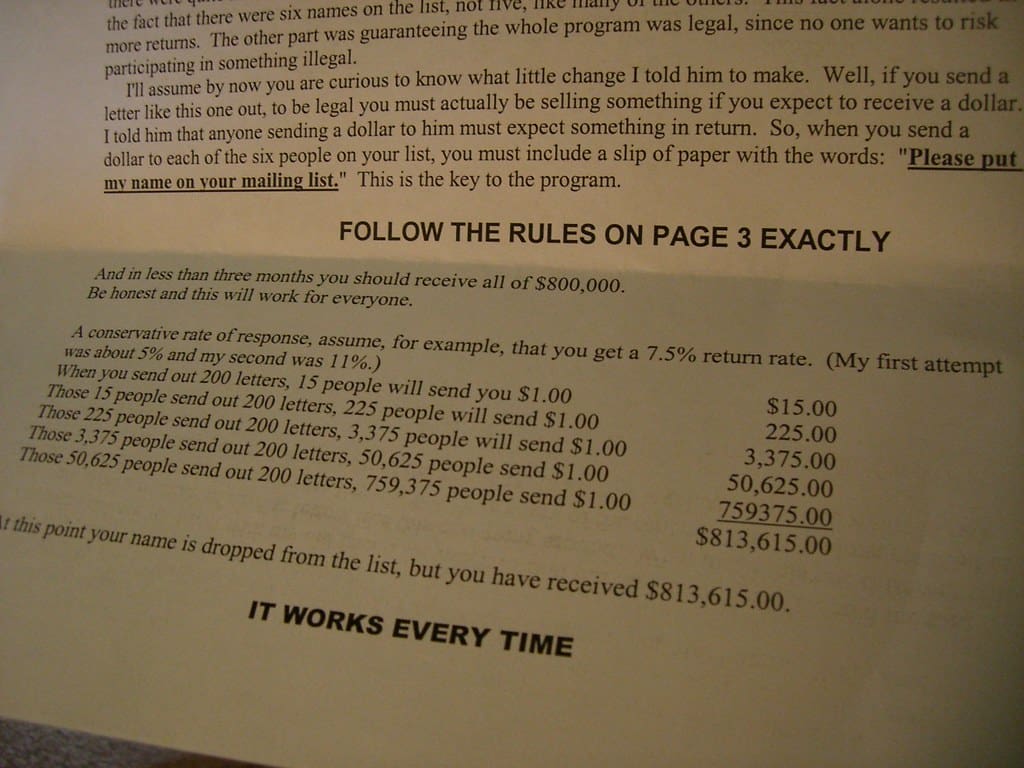 the fact that there were six names on the list, not five, like many of the others. This fact alone resulted in
more returns. The other part was guaranteeing the whole program was legal, since no one wants to risk
participating in something illegal.
I'll assume by now you are curious to know what little change I told him to make. Well, if you send a
letter like this one out, to be legal you must actually be selling something if you expect to receive a dollar.
I told him that anyone sending a dollar to him must expect something in return. So, when you send a
dollar to each of the six people on your list, you must include a slip of paper with the words: "Please put
my name on your mailing list." This is the key to the program.
FOLLOW THE RULES ON PAGE 3 EXACTLY
And in less than three months you should receive all of $800,000.
Be honest and this will work for everyone.
A conservative rate of response, assume, for example, that you get a 7.5% return rate. (My first attempt
was about 5% and my second was 11%.)
When you send out 200 letters, 15 people will send you $1.00 $15.00
Those 15 people send out 200 letters, 225 people will send $1.00 225.00
Those 225 people send out 200 letters, 3,375 people will send $1.00 3,375.00
Those 3,375 people send out 200 letters, 50,625 people send $1.00 50,625.00
Those 50,625 people send out 200 letters, 759,375 people send $1.00 759375.00
$813,615.00
At this point your name is dropped from the list, but you have received $813,615.00.
IT WORKS EVERY TIME